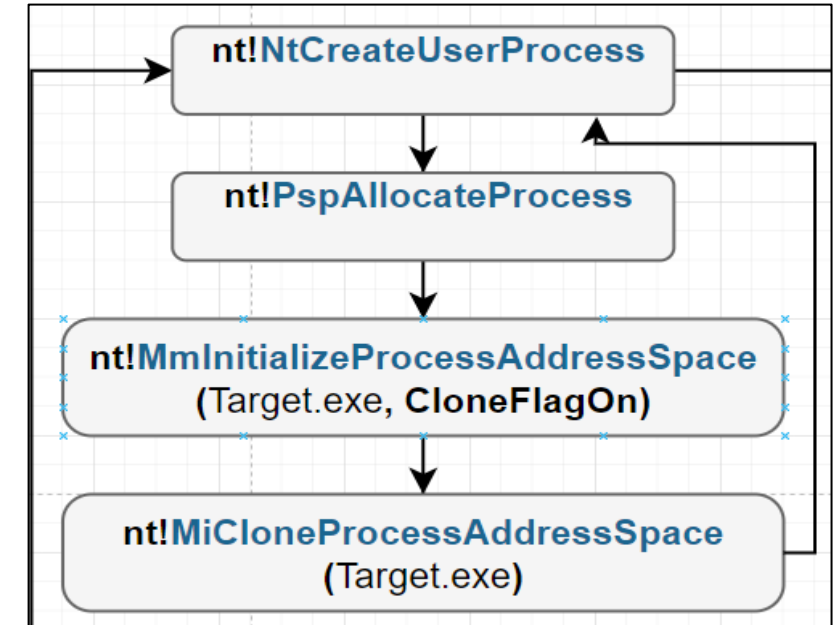 nt!NtCreateUserProcess
nt!PspAllocateProcess
nt!MmInitializeProcessAddressSpace
(Target.exe, CloneFlagOn)
nt!MiCloneProcessAddressSpace
(Target.exe)